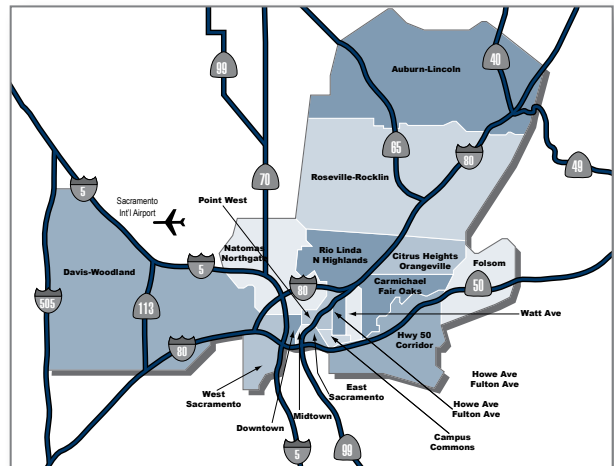 99
40
Auburn-Lincoln
65
80
49
5
70
Roseville-Rocklin
Sacramento
Int'l Airport
Point West
Natomas
Northgate
Rio Linda
N Highlands
Citrus Heights
Orangeville
Folsom
Davis-Woodland
5
80
Carmichael
Fair Oaks
50
505
113
Watt Ave
80
Hwy 50
Corridor
West
Sacramento
East
Sacramento
Howe Ave
Fulton Ave
Downtown
Midtown
Howe Ave
Fulton Ave
Campus
Commons
5
99